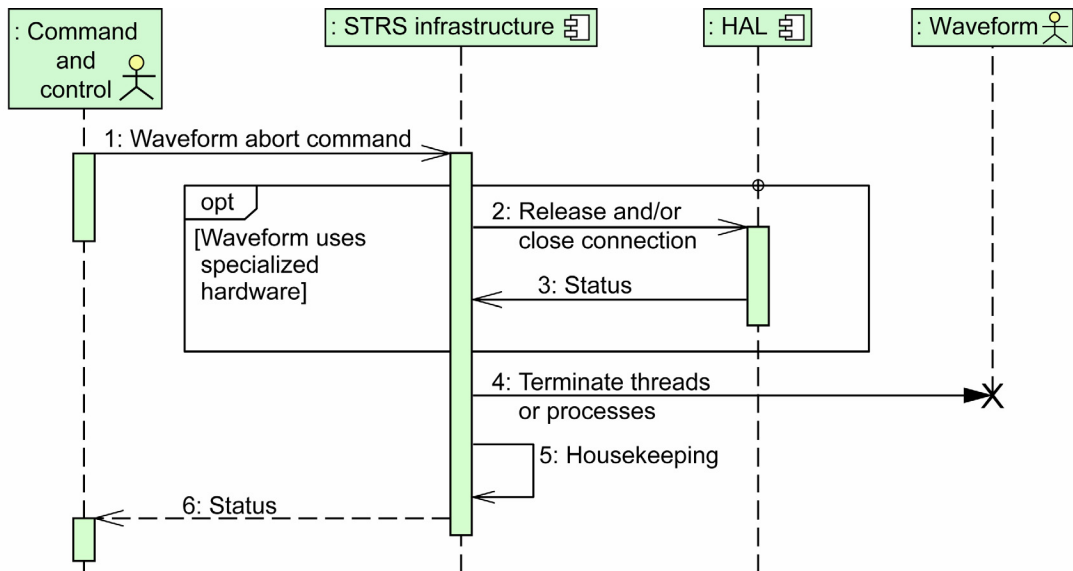 : Command
and
control
: STRS infrastructure
: HAL
: Waveform
1: Waveform abort command
opt
[Waveform uses
specialized
hardware]
2: Release and/or
close connection
3: Status
4: Terminate threads
or processes
5: Housekeeping
6: Status